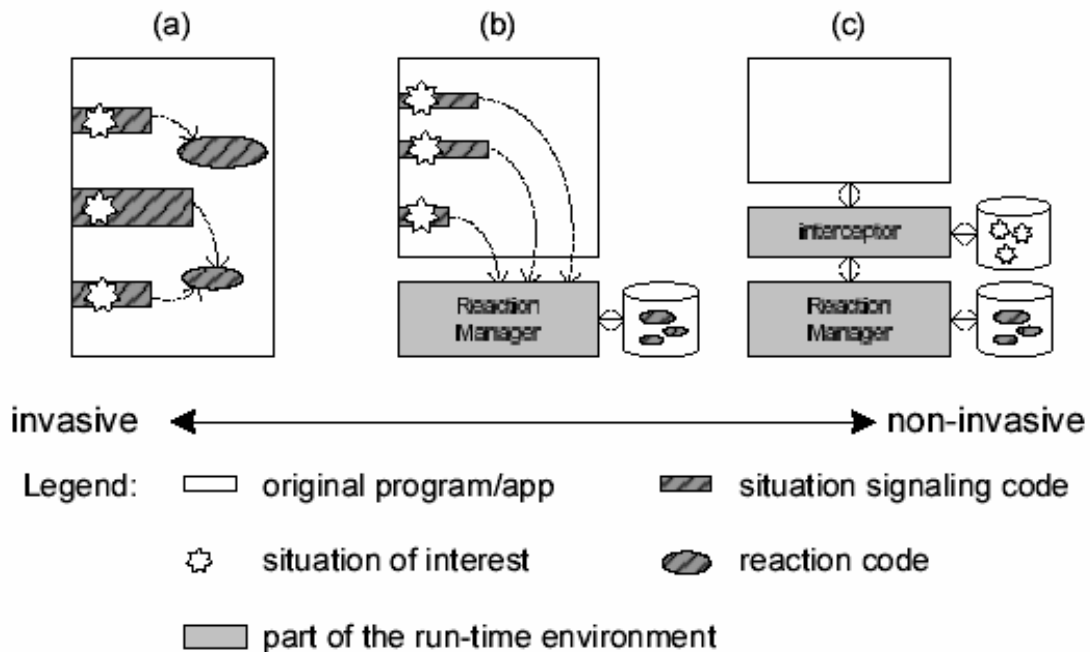 (a)
(b)
(c)
interceptor
Reaction
Manager
Reaction
Manager
invasive
non-invasive
Legend:
original program/app
situation signaling code
situation of interest
reaction code
part of the run-time environment